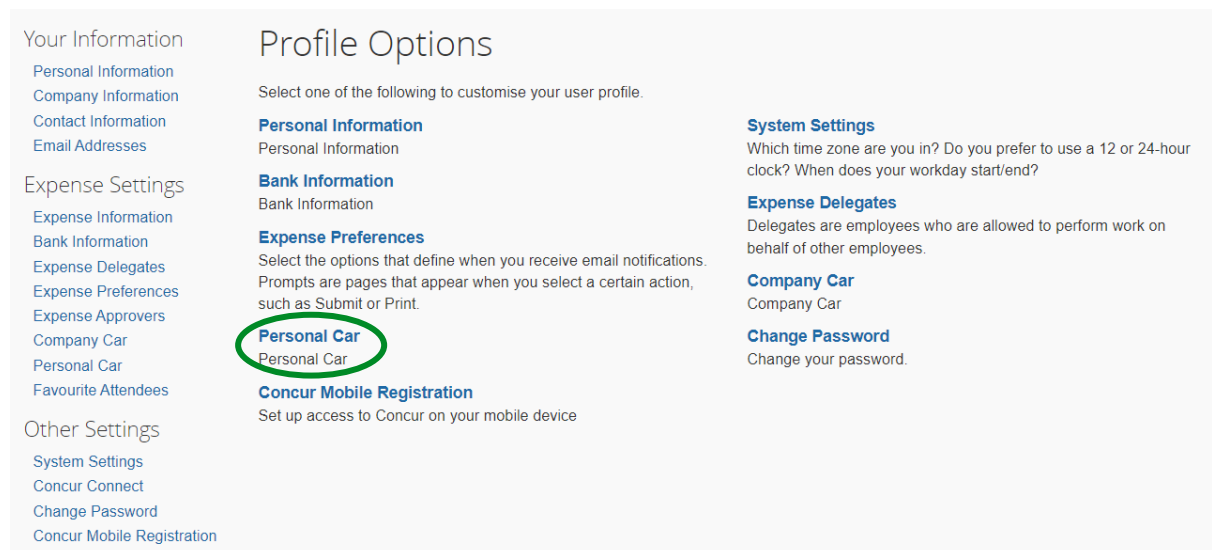 Your Information
Personal Information
Company Information
Contact Information
Email Addresses
Expense Settings
Expense Information
Bank Information
Expense Delegates
Expense Preferences
Expense Approvers
Company Car
Personal Car
Favourite Attendees
Other Settings
System Settings
Concur Connect
Change Password
Concur Mobile Registration
Profile Options
Select one of the following to customise your user profile.
Personal Information
Personal Information
Bank Information
Bank Information
Expense Preferences
Select the options that define when you receive email notifications.
Prompts are pages that appear when you select a certain action,
such as Submit or Print.
Personal Car
Personal Car
Concur Mobile Registration
Set up access to Concur on your mobile device
System Settings
Which time zone are you in? Do you prefer to use a 12 or 24-hour
clock? When does your workday start/end?
Expense Delegates
Delegates are employees who are allowed to perform work on
behalf of other employees.
Company Car
Company Car
Change Password
Change your password.